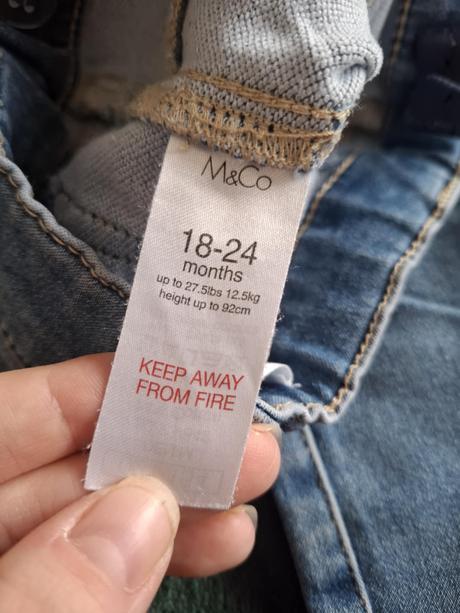 M&Co
18-24
months
up to 27.5lbs 12.5kg
height up to 92cm
KEEP AWAY
FROM FIRE